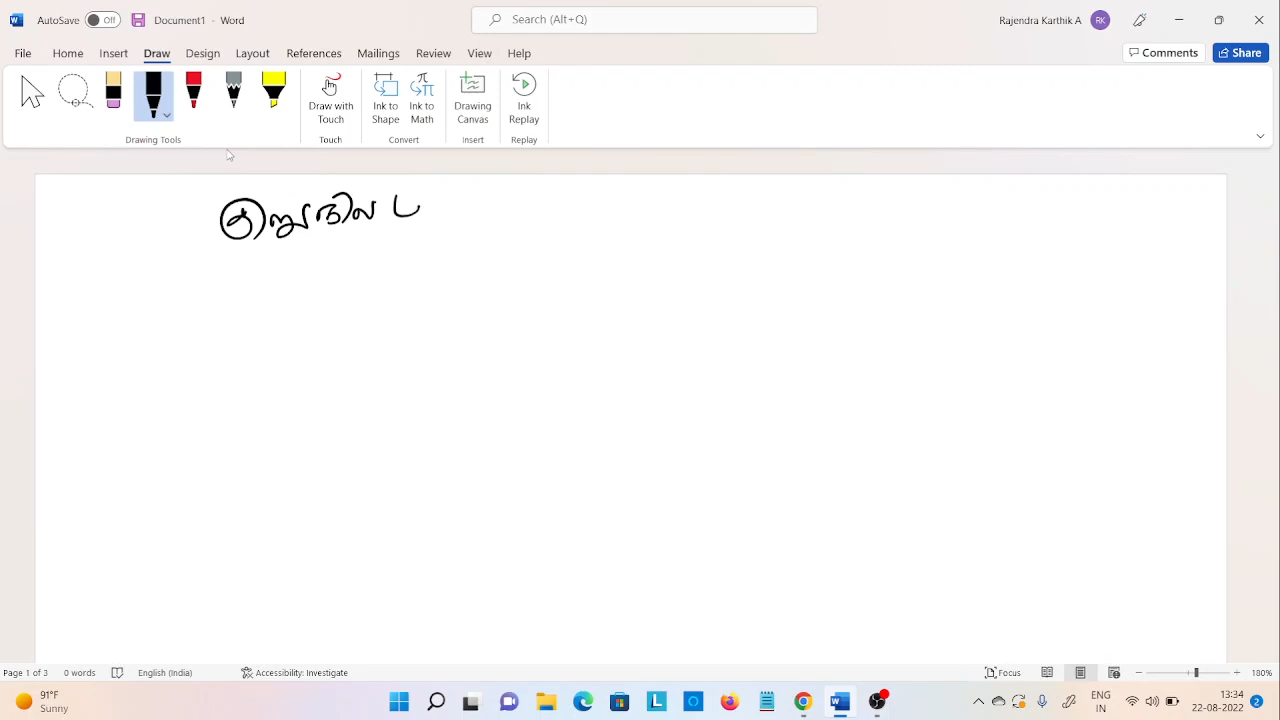 AutoSave Off Document1 - Word Search (Alt+Q) Rajendra Karthik A RK
File Home Insert Draw Design Layout References Mailings Review View Help Comments Share
Draw with Touch Ink to Shape Ink to Math Drawing Canvas Ink Replay
Drawing Tools Touch Convert Insert Replay
குறுநில
Page 1 of 3 0 words English (India) Accessibility: Investigate Focus 180%
91°F Sunny ENG IN 13:34 22-08-2022 2